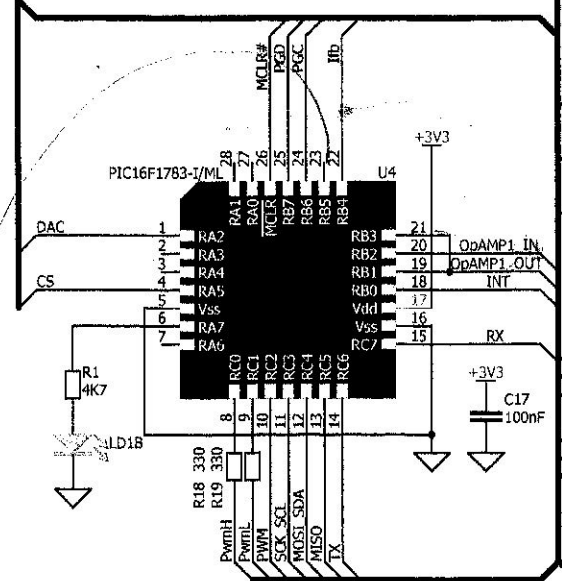 MCLR#
PGD
PGC
Ifb
+3V3
28
27
26
25
24
23
22
PIC16F1783-I/ML
U4
RA1
RA0
MCLR
RB7
RB6
RB5
RB4
DAC
1
RA2
2
RA3
3
RA4
CS
4
RA5
5
Vss
6
RA7
7
RA6
RB3
21
RB2
20
OpAMP1_IN
RB1
19
OpAMP1_OUT
RB0
18
INT
Vdd
17
Vss
16
RC7
15
RX
RC0
RC1
RC2
RC3
RC4
RC5
RC6
R1
4K7
+3V3
C17
100nF
8
9
10
11
12
13
14
LD1B
R18 330
R19 330
PwmH
PwmL
PWM
SCK_SCL
MOSI_SDA
MISO
TX